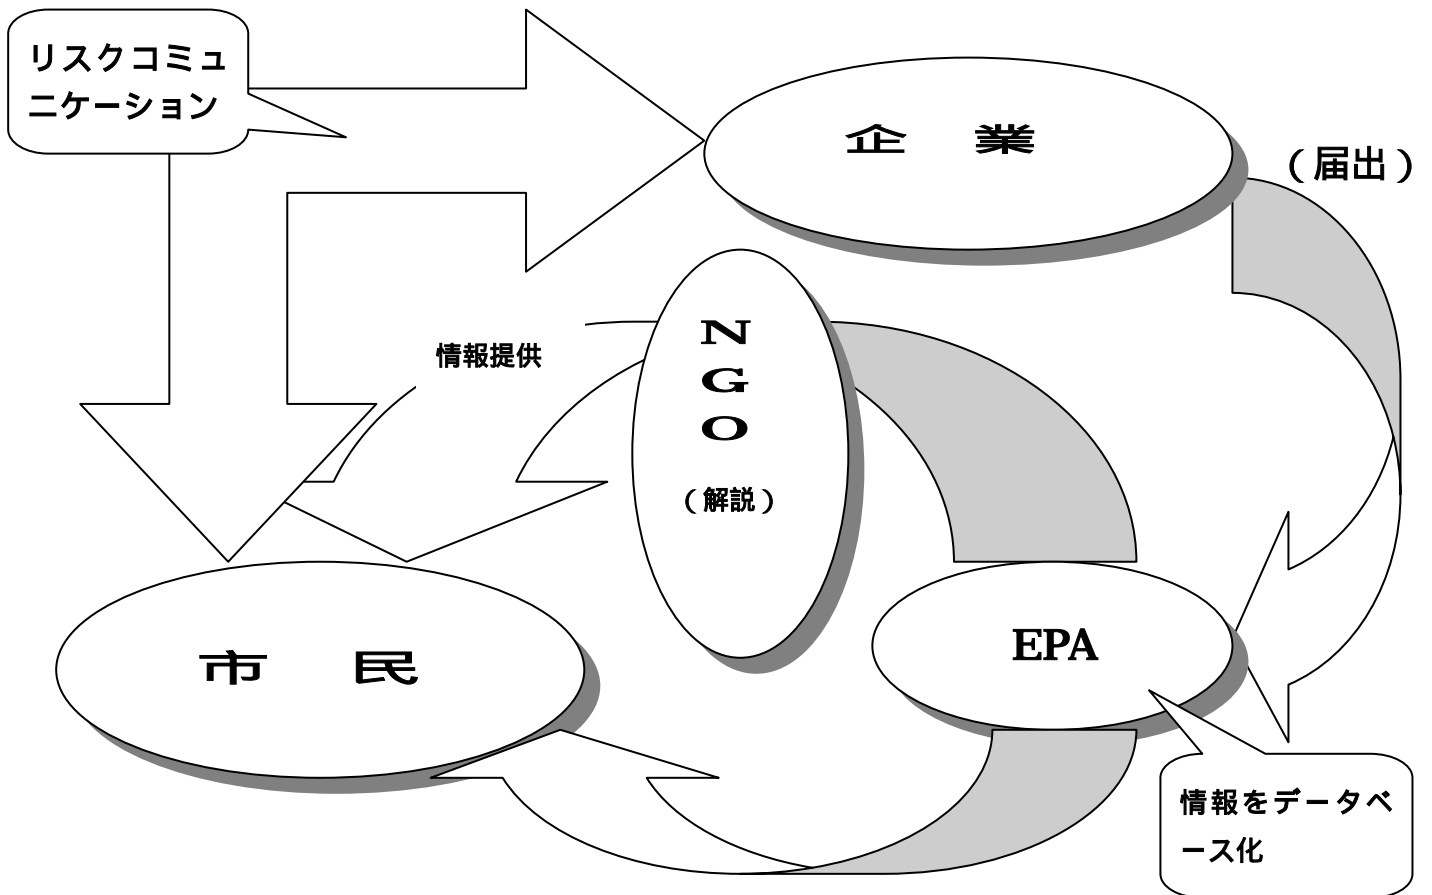 リスクコミュ
ニケーション
企　業
（届出）
情報提供
N
G
O
（解説）
市　民
EPA
情報をデータベ
ース化